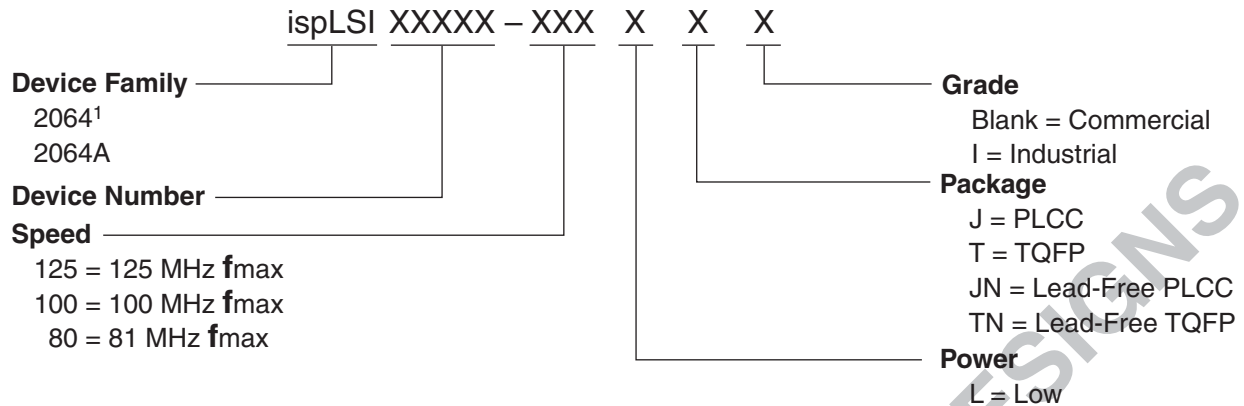 ispLSI XXXXX – XXX X X X
Device Family
2064¹
2064A
Device Number
Speed
125 = 125 MHz fmax
100 = 100 MHz fmax
80 = 81 MHz fmax
Grade
Blank = Commercial
I = Industrial
Package
J = PLCC
T = TQFP
JN = Lead-Free PLCC
TN = Lead-Free TQFP
Power
L = Low